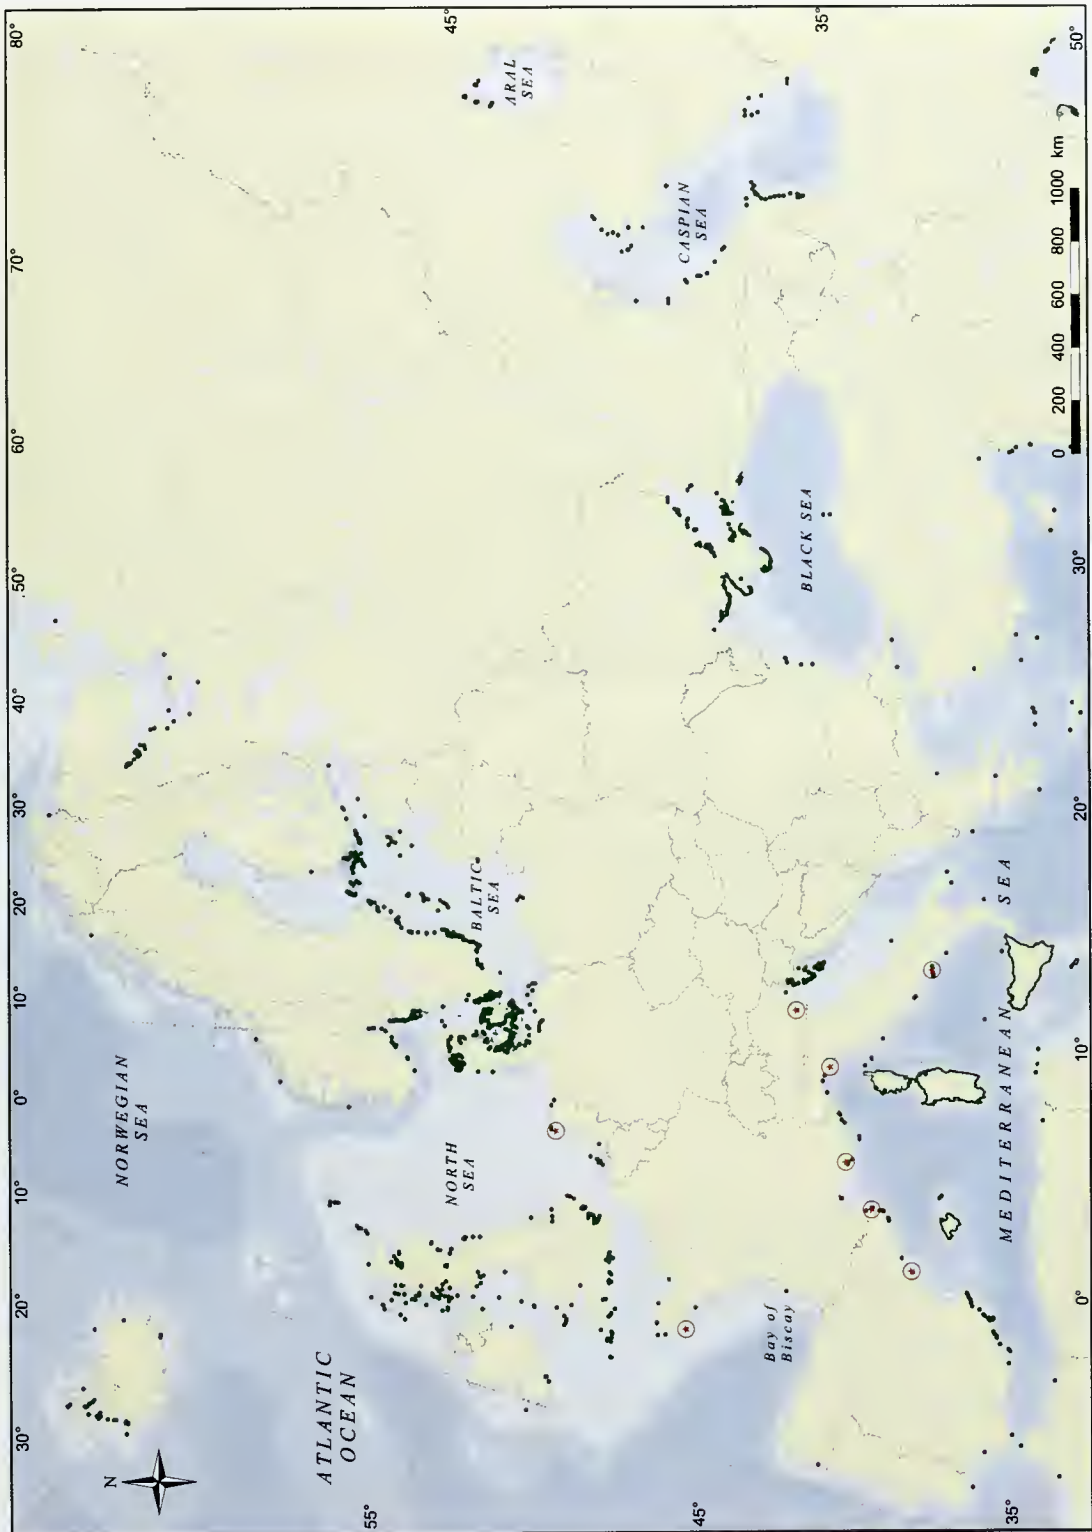 30° 20° 10° 0° 10° 20° 30° 40° 50° 60° 70° 80°
N
NORWEGIAN
SEA
ATLANTIC
OCEAN
55°
NORTH
SEA
BALTIC
SEA
45°
ARAL
SEA
CASPIAN
SEA
45°
Bay of
Biscay
BLACK SEA
35°
MEDITERRANEAN SEA
35°
0 200 400 600 800 1000 km
0° 10° 20° 30° 50°